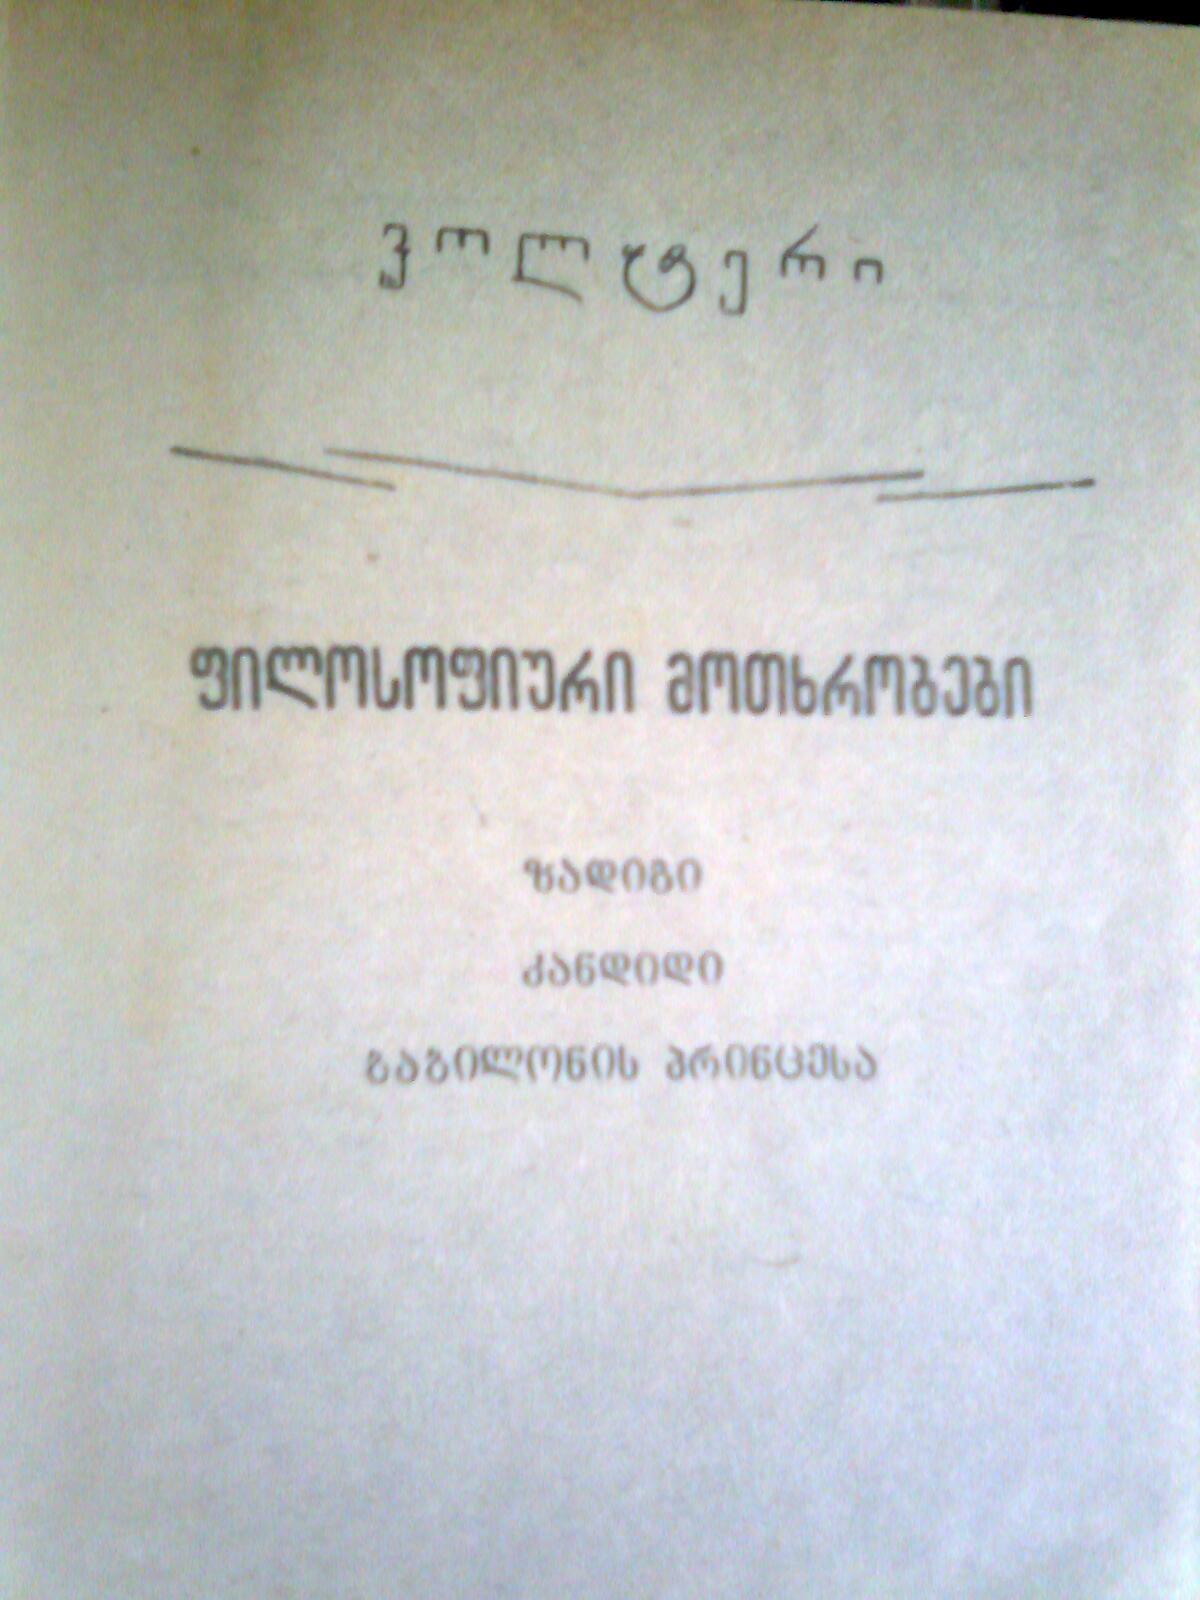 ვოლტერი
ფილოსოფიური მოთხრობები
ზადიგი
კანდიდი
ბაბილონის პრინცესა